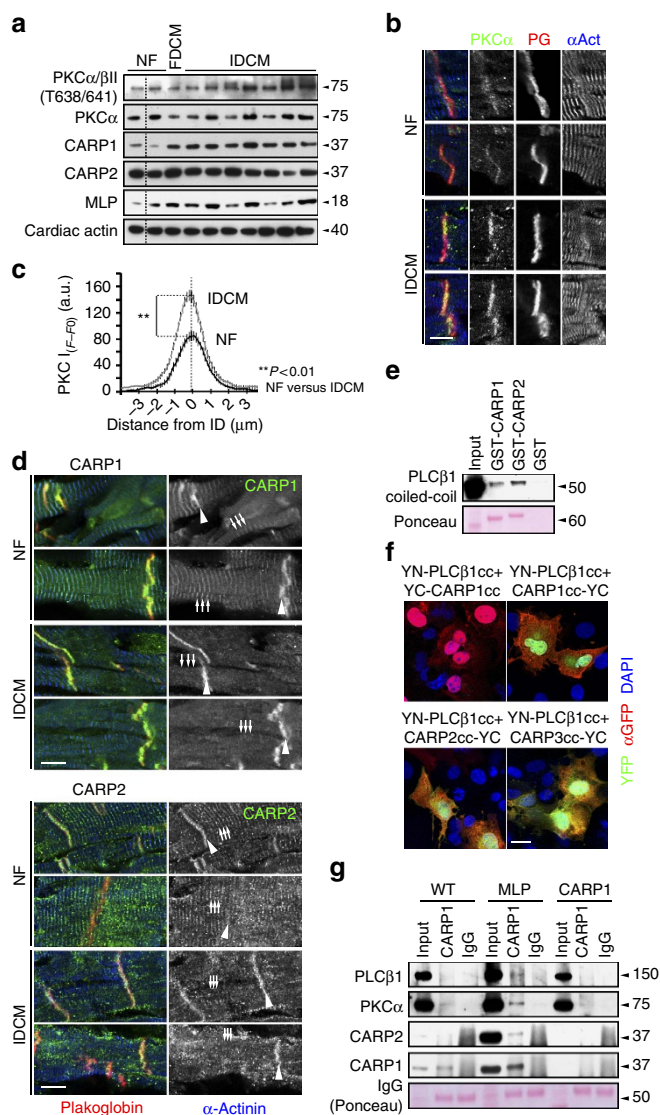 a
NF
FDCM
IDCM
PKCα/βII
(T638/641)
75
PKCα
75
CARP1
37
CARP2
37
MLP
18
Cardiac actin
40
b
PKCα PG αAct
NF
IDCM
c
PKC I(F–F0) (a.u.)
160
120
80
40
0
**
IDCM
NF
**P<0.01
NF versus IDCM
–3 –2 –1 0 1 2 3
Distance from ID (μm)
d
CARP1
CARP1
NF
IDCM
CARP2
CARP2
NF
IDCM
Plakoglobin
α-Actinin
e
Input
GST-CARP1
GST-CARP2
GST
PLCβ1
coiled-coil
50
Ponceau
60
f
YN-PLCβ1cc+
YC-CARP1cc
YN-PLCβ1cc+
CARP1cc-YC
YN-PLCβ1cc+
CARP2cc-YC
YN-PLCβ1cc+
CARP3cc-YC
YFP αGFP DAPI
g
WT MLP CARP1
Input CARP1 IgG Input CARP1 IgG Input CARP1 IgG
PLCβ1
150
PKCα
75
CARP2
37
CARP1
37
IgG
(Ponceau)
50